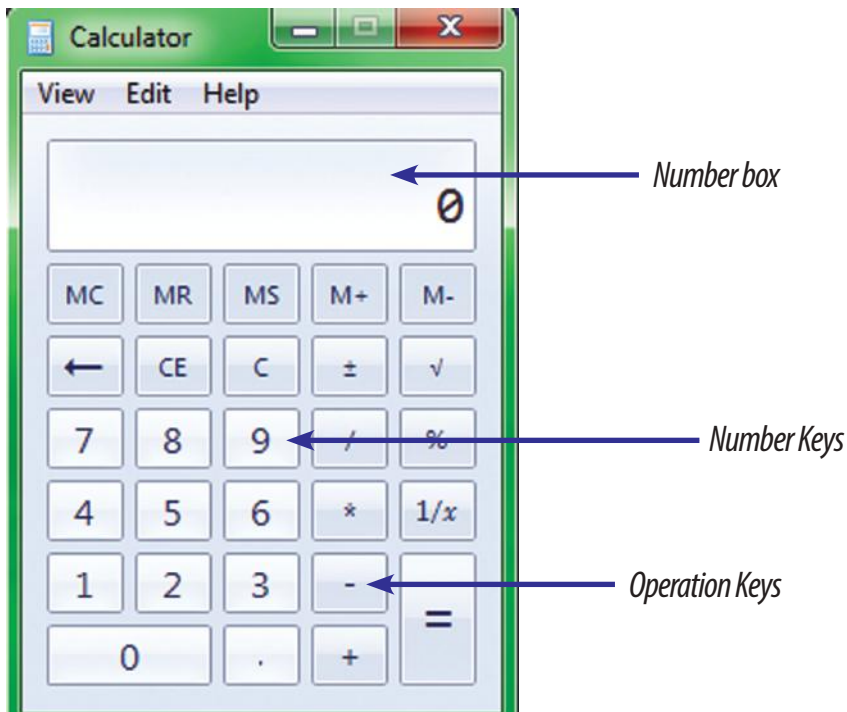 Calculator
View Edit Help
0
Number box
MC MR MS M+ M-
← CE C ± √
7 8 9 / %
Number Keys
4 5 6 * 1/x
1 2 3 -
Operation Keys
=
0 . +